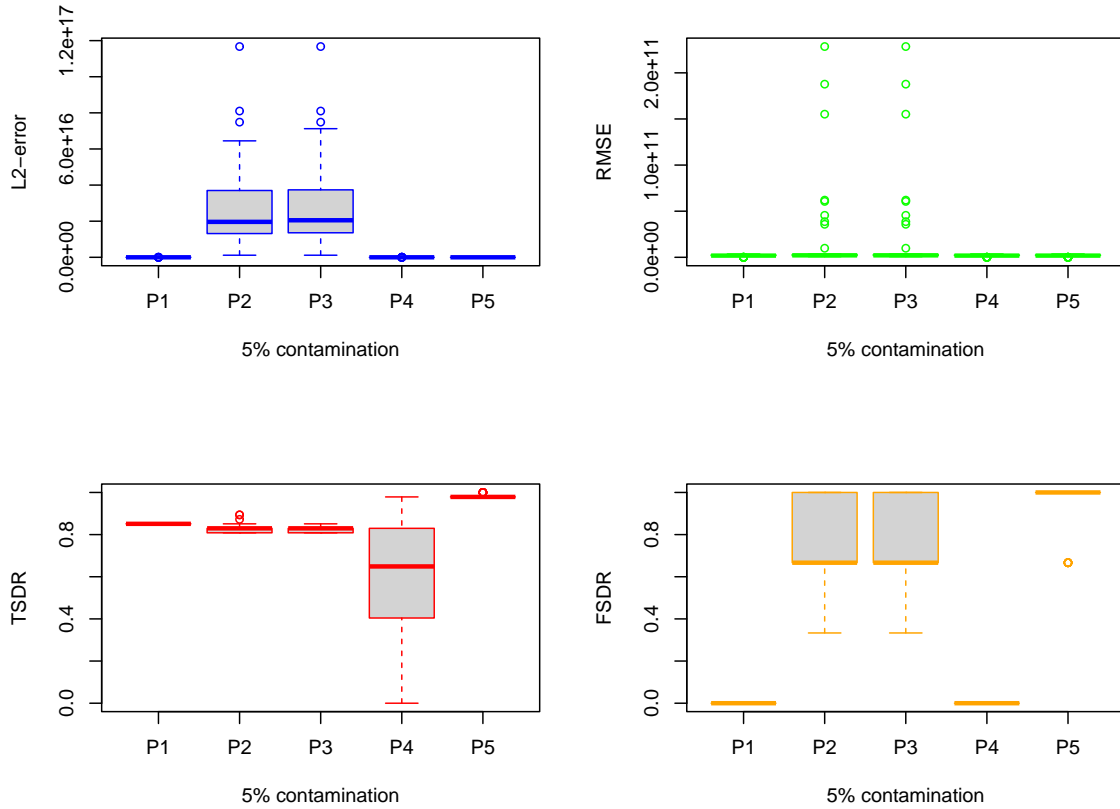 L2−error
0.0e+00
6.0e+16
1.2e+17
P1 P2 P3 P4 P5
5% contamination
RMSE
0.0e+00
1.0e+11
2.0e+11
P1 P2 P3 P4 P5
5% contamination
TSDR
0.0
0.4
0.8
P1 P2 P3 P4 P5
5% contamination
FSDR
0.0
0.4
0.8
P1 P2 P3 P4 P5
5% contamination